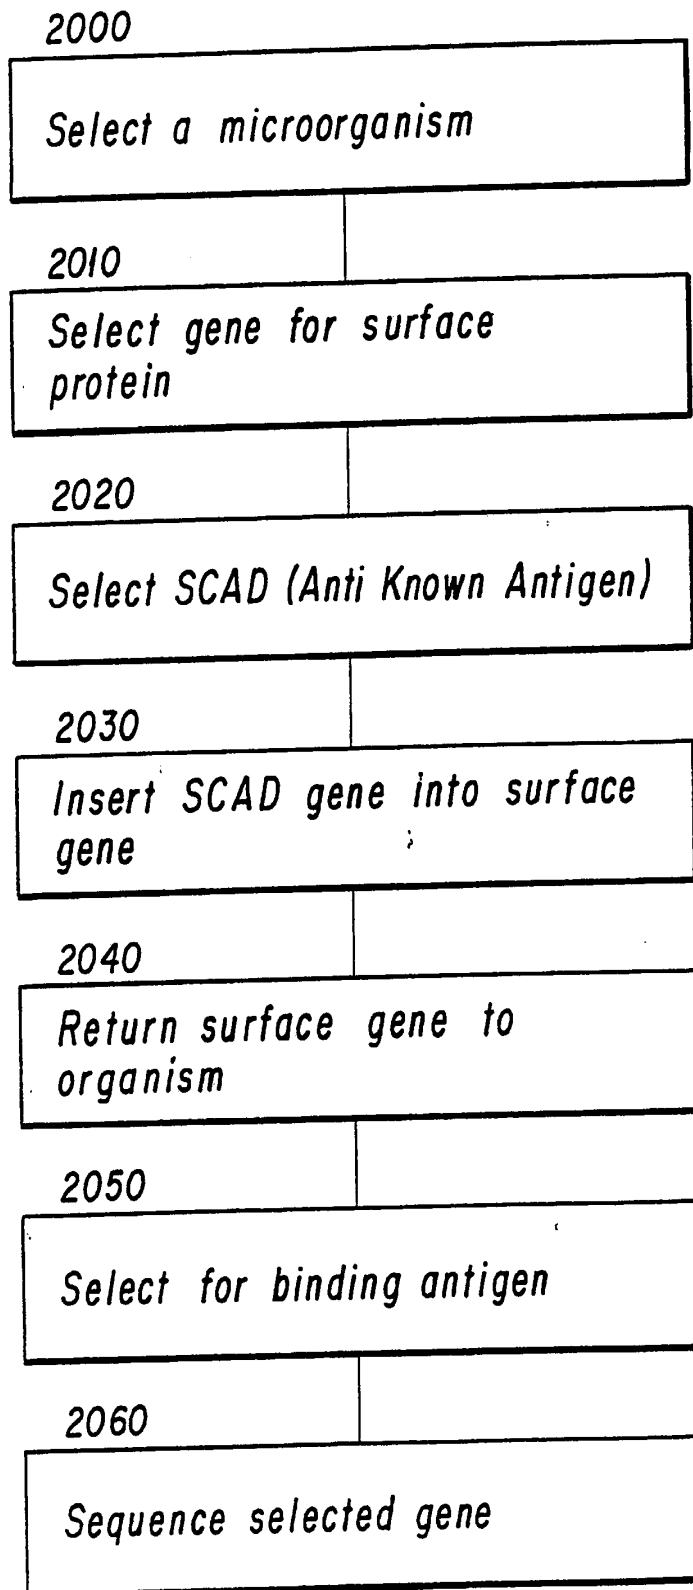 2000
Select a microorganism
2010
Select gene for surface
protein
2020
Select SCAD (Anti Known Antigen)
2030
Insert SCAD gene into surface
gene
2040
Return surface gene to
organism
2050
Select for binding antigen
2060
Sequence selected gene